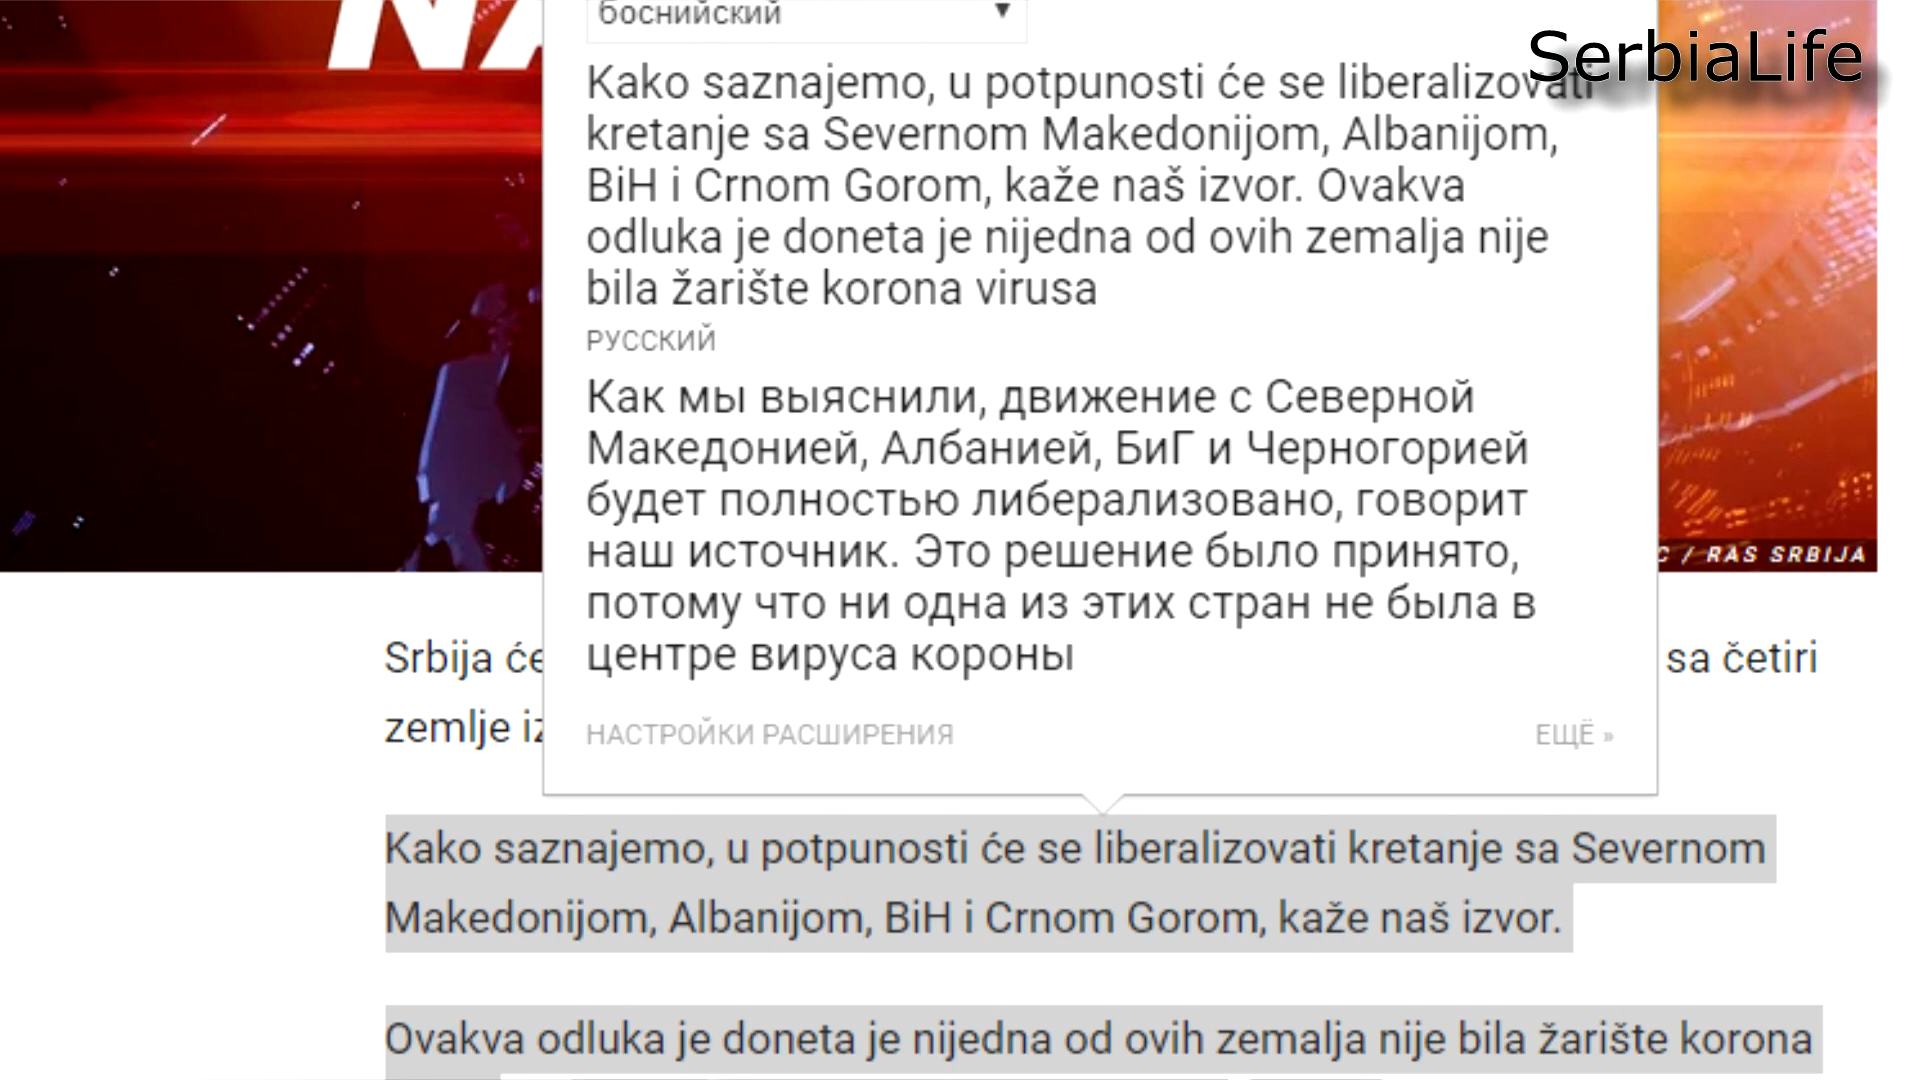 NA
боснийский
SerbiaLife
Kako saznajemo, u potpunosti će se liberalizovati
kretanje sa Severnom Makedonijom, Albanijom,
BiH i Crnom Gorom, kaže naš izvor. Ovakva
odluka je doneta je nijedna od ovih zemalja nije
bila žarište korona virusa
РУССКИЙ
Как мы выяснили, движение с Северной
Македонией, Албанией, БиГ и Черногорией
будет полностью либерализовано, говорит
наш источник. Это решение было принято,
потому что ни одна из этих стран не была в
центре вируса короны
НАСТРОЙКИ РАСШИРЕНИЯ
ЕЩЁ »
/ RAS SRBIJA
Srbija će sa četiri
zemlje
Kako saznajemo, u potpunosti će se liberalizovati kretanje sa Severnom
Makedonijom, Albanijom, BiH i Crnom Gorom, kaže naš izvor.
Ovakva odluka je doneta je nijedna od ovih zemalja nije bila žarište korona